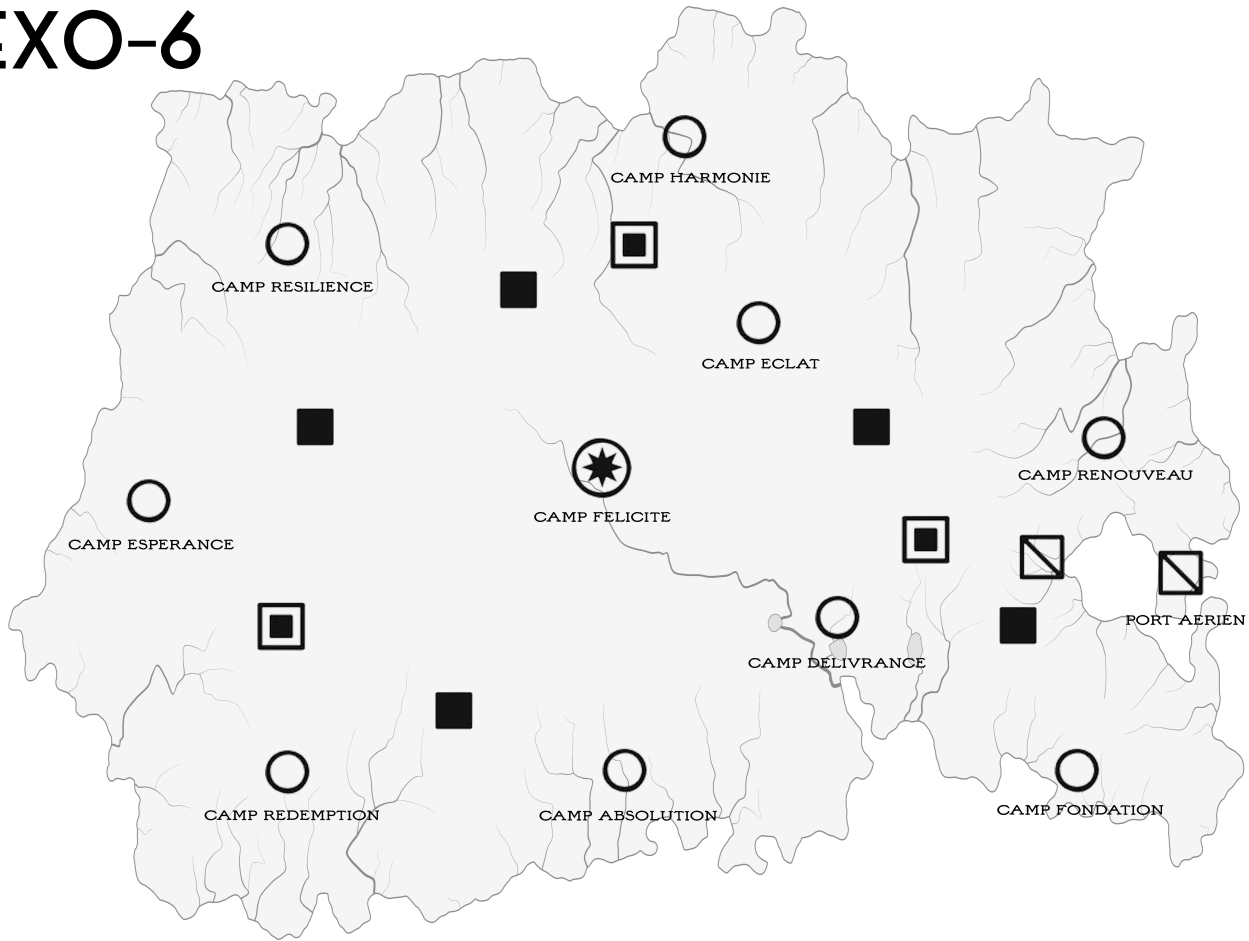 EXO-6
CAMP HARMONIE
CAMP RESILIENCE
CAMP ECLAT
CAMP RENOUVEAU
CAMP FELICITE
CAMP ESPERANCE
PORT AERIEN
CAMP DELIVRANCE
CAMP FONDATION
CAMP REDEMPTION
CAMP ABSOLUTION